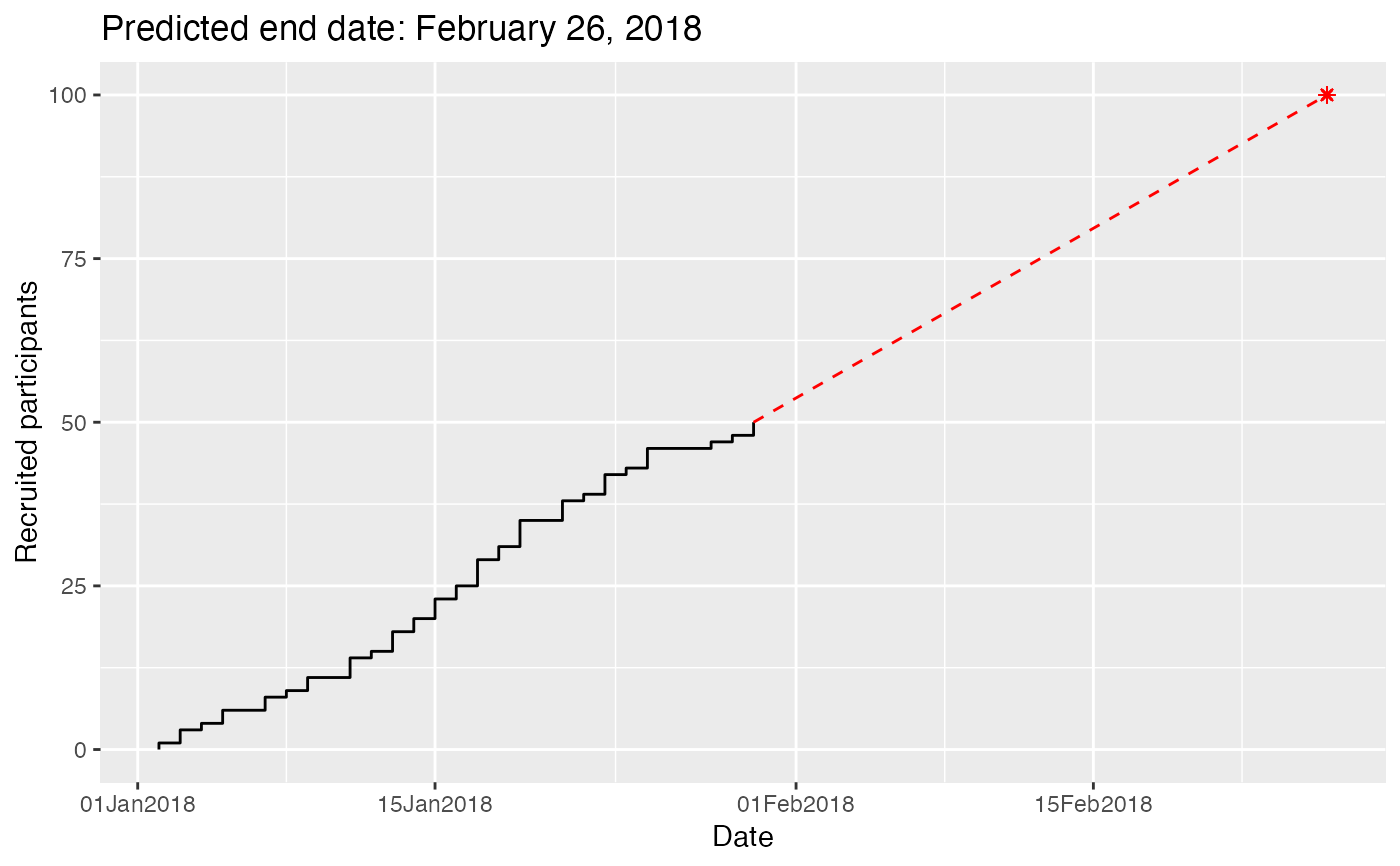 Predicted end date: February 26, 2018
100
75
50
25
0
Recruited participants
01Jan2018
15Jan2018
01Feb2018
15Feb2018
Date